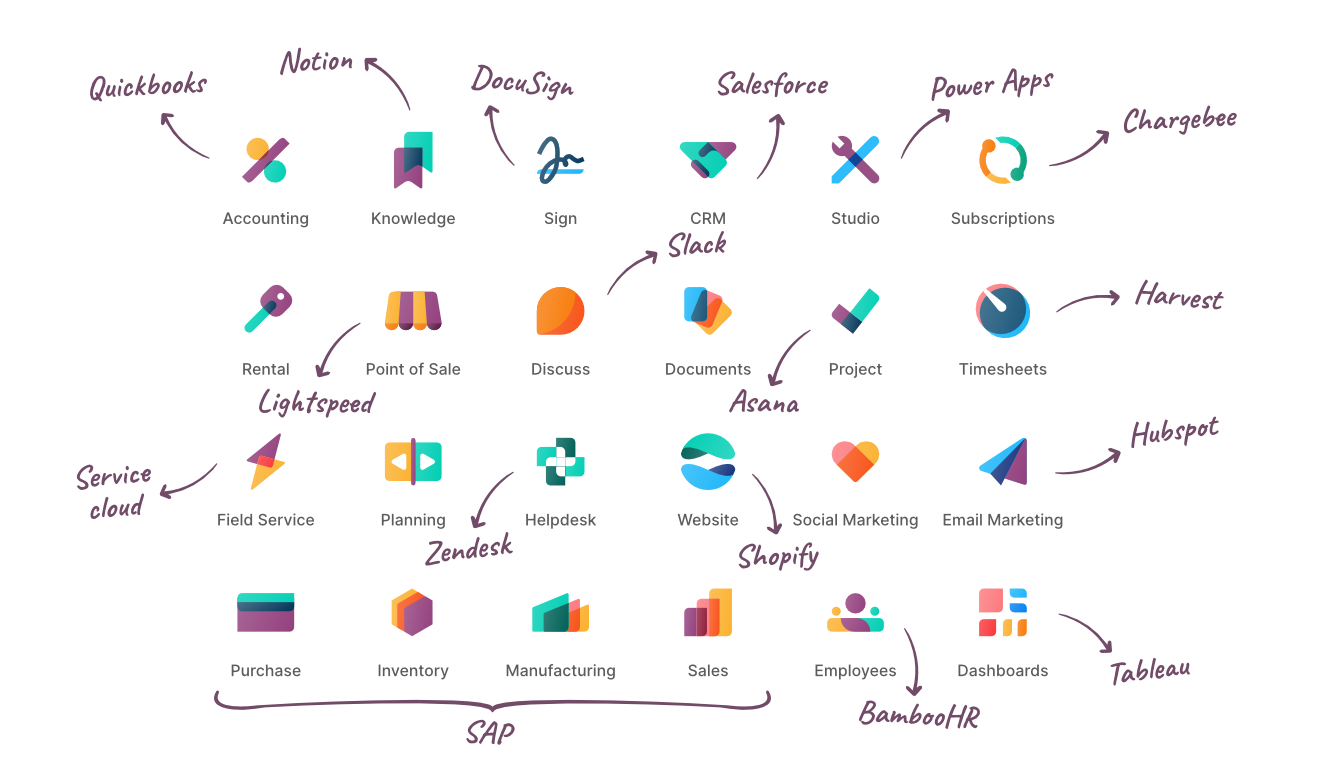 Quickbooks
Notion
DocuSign
Salesforce
Power Apps
Chargebee
Accounting
Knowledge
Sign
CRM
Studio
Subscriptions
Slack
Harvest
Rental
Point of Sale
Discuss
Documents
Project
Timesheets
Lightspeed
Asana
Hubspot
Service
cloud
Field Service
Planning
Helpdesk
Website
Social Marketing
Email Marketing
Zendesk
Shopify
Purchase
Inventory
Manufacturing
Sales
Employees
Dashboards
Tableau
BambooHR
SAP